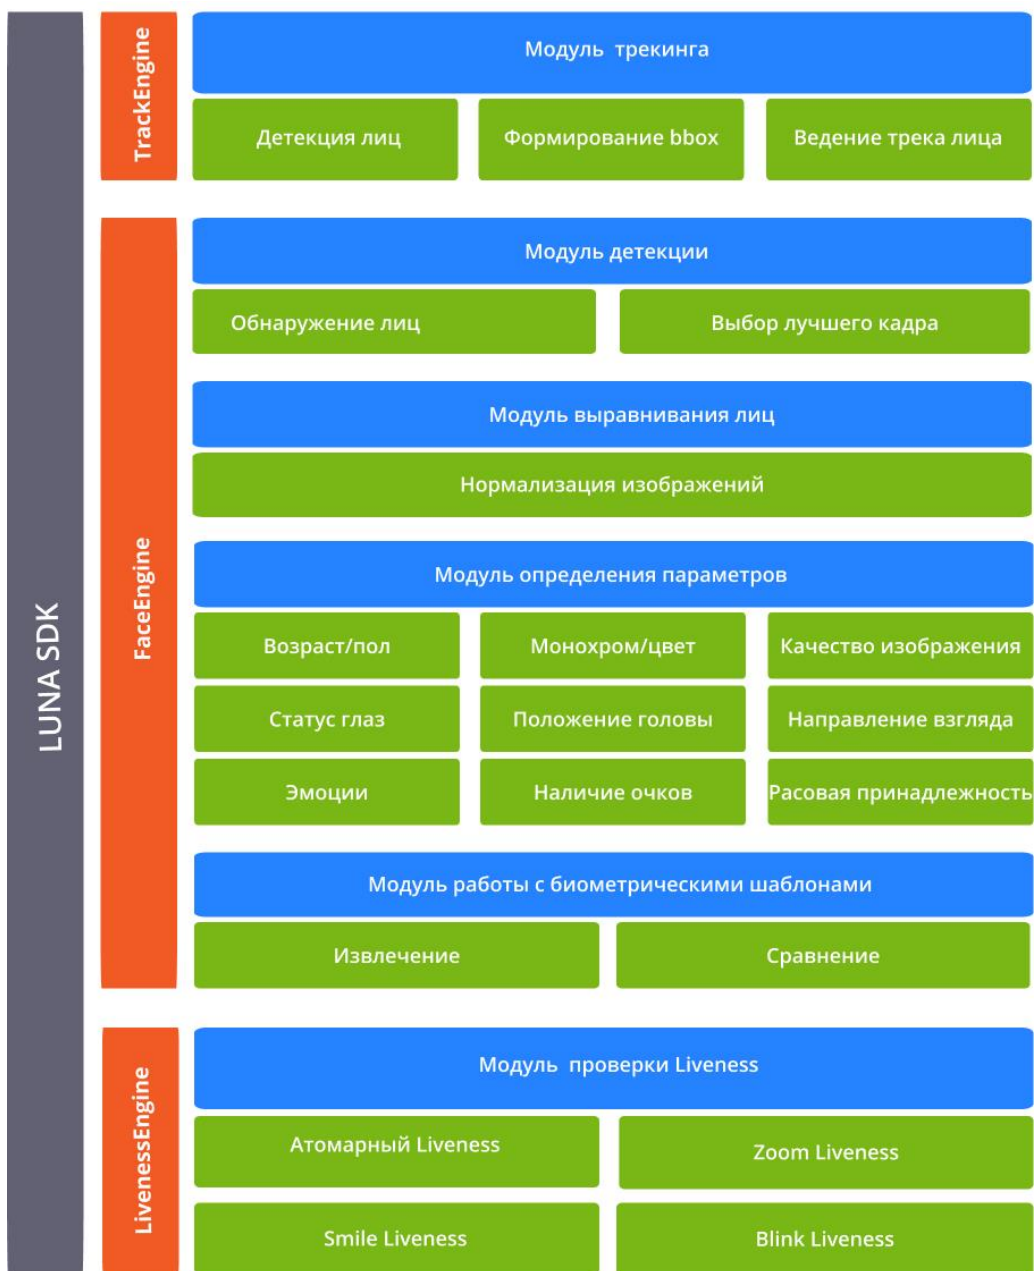 LUNA SDK
TrackEngine
Модуль трекинга
Детекция лиц
Формирование bbox
Ведение трека лица
FaceEngine
Модуль детекции
Обнаружение лиц
Выбор лучшего кадра
Модуль выравнивания лиц
Нормализация изображений
Модуль определения параметров
Возраст/пол
Монохром/цвет
Качество изображения
Статус глаз
Положение головы
Направление взгляда
Эмоции
Наличие очков
Расовая принадлежность
Модуль работы с биометрическими шаблонами
Извлечение
Сравнение
LivenessEngine
Модуль проверки Liveness
Атомарный Liveness
Zoom Liveness
Smile Liveness
Blink Liveness